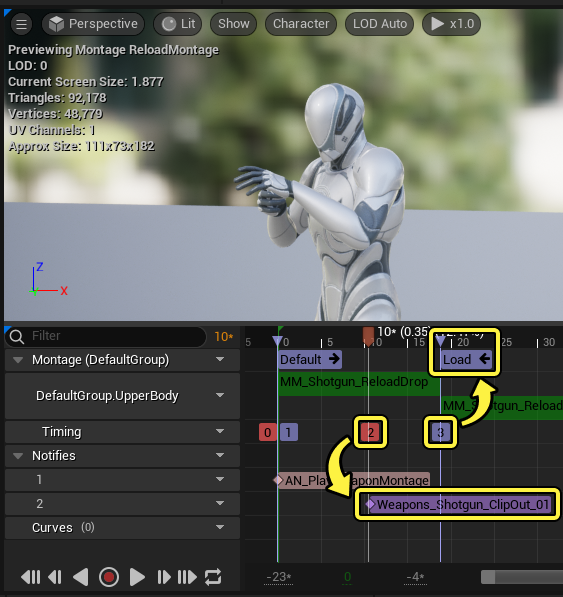 Perspective Lit Show Character LOD Auto x1.0
Previewing Montage ReloadMontage
LOD: 0
Current Screen Size: 1.877
Triangles: 92,178
Vertices: 48,779
UV Channels: 1
Approx Size: 111x73x182
Z
X
Filter 10*
10* (0.35)
5 0 5 10 15 20 25 30
Montage (DefaultGroup) Default Load
MM_Shotgun_ReloadDrop
DefaultGroup.UpperBody
MM_Shotgun_Reload
Timing 0 1 2 3
Notifies
1 AN_Pla aponMontage
2 Weapons_Shotgun_ClipOut_01
Curves (0)
-23* 0 -4*